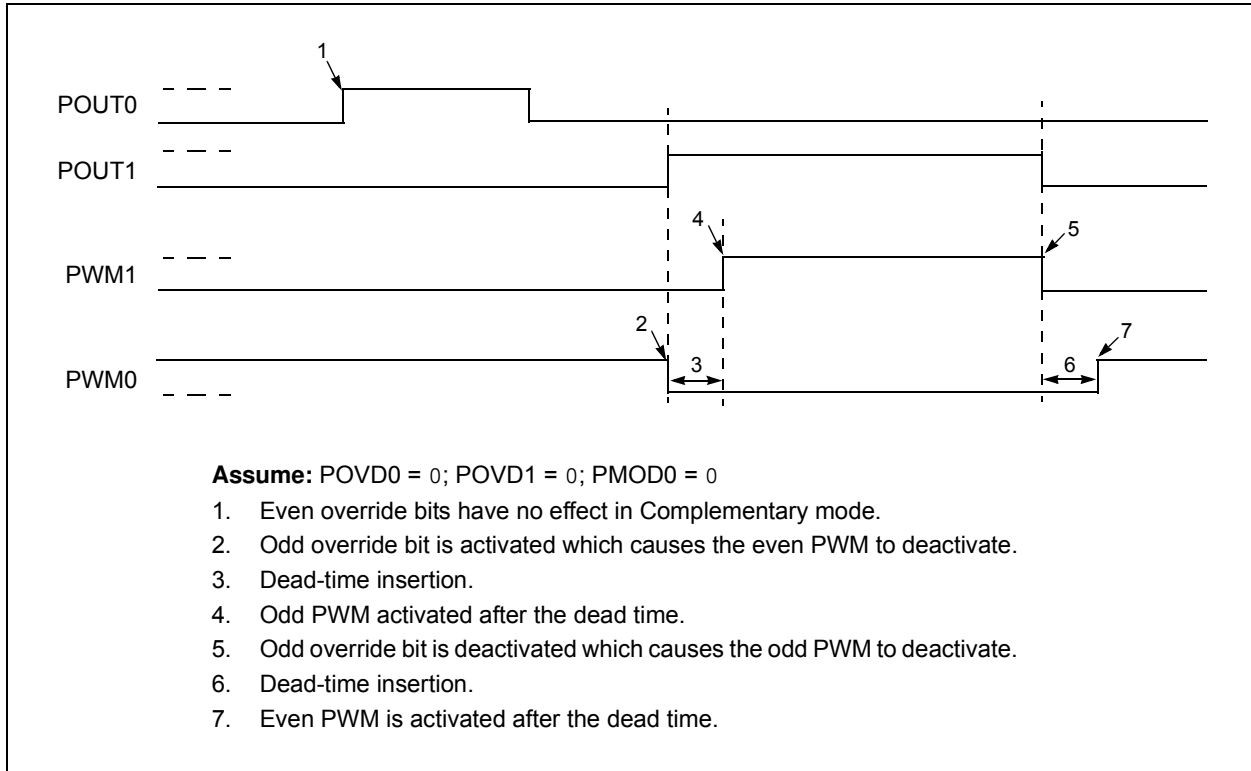 1
POUT0
POUT1
4
5
PWM1
2
7
PWM0
3
6
Assume: POVD0 = 0; POVD1 = 0; PMOD0 = 0
1. Even override bits have no effect in Complementary mode.
2. Odd override bit is activated which causes the even PWM to deactivate.
3. Dead-time insertion.
4. Odd PWM activated after the dead time.
5. Odd override bit is deactivated which causes the odd PWM to deactivate.
6. Dead-time insertion.
7. Even PWM is activated after the dead time.